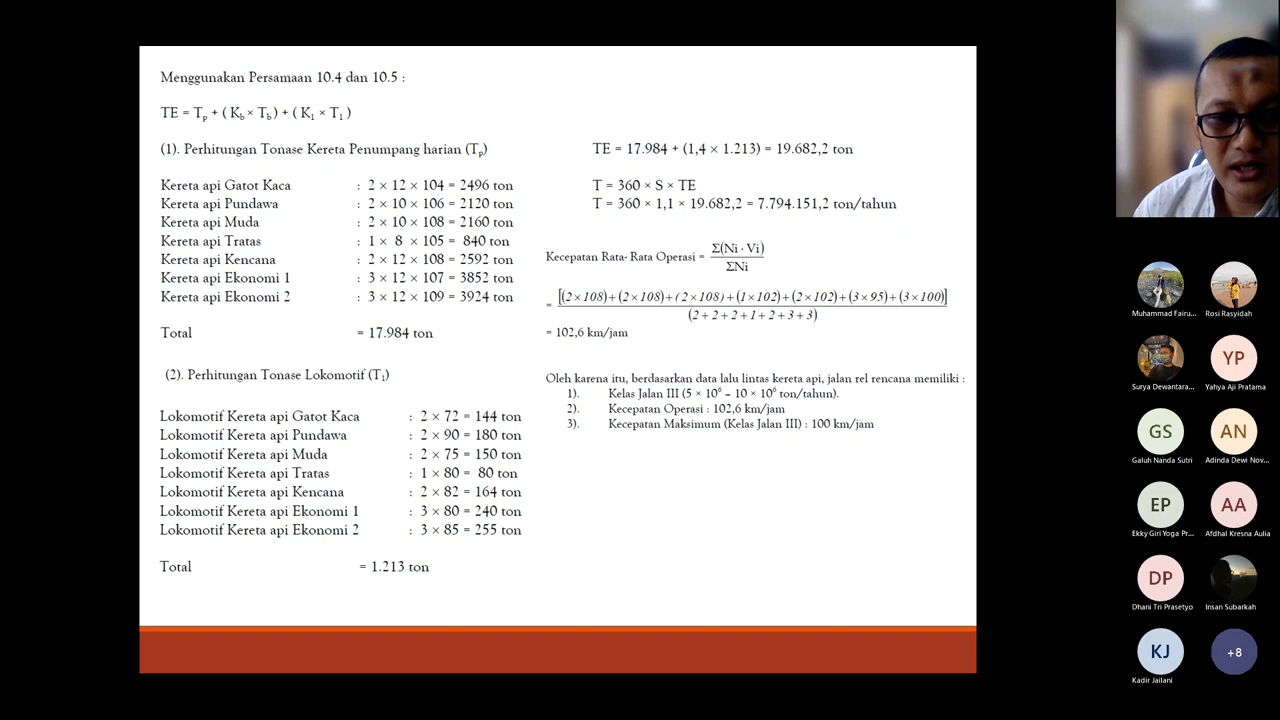 Menggunakan Persamaan 10.4 dan 10.5 :
TE = Tp + ( Kb × Tb ) + ( K1 × T1 )
(1). Perhitungan Tonase Kereta Penumpang harian (Tp)
Kereta api Gatot Kaca : 2 × 12 × 104 = 2496 ton
Kereta api Pundawa : 2 × 10 × 106 = 2120 ton
Kereta api Muda : 2 × 10 × 108 = 2160 ton
Kereta api Tratas : 1 × 8 × 105 = 840 ton
Kereta api Kencana : 2 × 12 × 108 = 2592 ton
Kereta api Ekonomi 1 : 3 × 12 × 107 = 3852 ton
Kereta api Ekonomi 2 : 3 × 12 × 109 = 3924 ton
Total = 17.984 ton
(2). Perhitungan Tonase Lokomotif (T1)
Lokomotif Kereta api Gatot Kaca : 2 × 72 = 144 ton
Lokomotif Kereta api Pundawa : 2 × 90 = 180 ton
Lokomotif Kereta api Muda : 2 × 75 = 150 ton
Lokomotif Kereta api Tratas : 1 × 80 = 80 ton
Lokomotif Kereta api Kencana : 2 × 82 = 164 ton
Lokomotif Kereta api Ekonomi 1 : 3 × 80 = 240 ton
Lokomotif Kereta api Ekonomi 2 : 3 × 85 = 255 ton
Total = 1.213 ton
TE = 17.984 + (1,4 × 1.213) = 19.682,2 ton
T = 360 × S × TE
T = 360 × 1,1 × 19.682,2 = 7.794.151,2 ton/tahun
Kecepatan Rata- Rata Operasi = Σ(Ni · Vi)
ΣNi
= [(2×108)+(2×108)+(2×108)+(1×102)+(2×102)+(3×95)+(3×100)]
(2+2+2+1+2+3+3)
= 102,6 km/jam
Oleh karena itu, berdasarkan data lalu lintas kereta api, jalan rel rencana memiliki :
1). Kelas Jalan III (5 × 10⁶ – 10 × 10⁶ ton/tahun).
2). Kecepatan Operasi : 102,6 km/jam
3). Kecepatan Maksimum (Kelas Jalan III) : 100 km/jam
Muhammad Fairu... Rosi Rasyidah
YP
Surya Dewantara... Yahya Aji Pratama
GS AN
Galuh Nanda Sutri Adinda Dewi Nov...
EP AA
Ekky Giri Yoga Pr... Afdhal Kresna Aulia
DP
Dhani Tri Prasetyo Insan Subarkah
KJ +8
Kadir Jailani